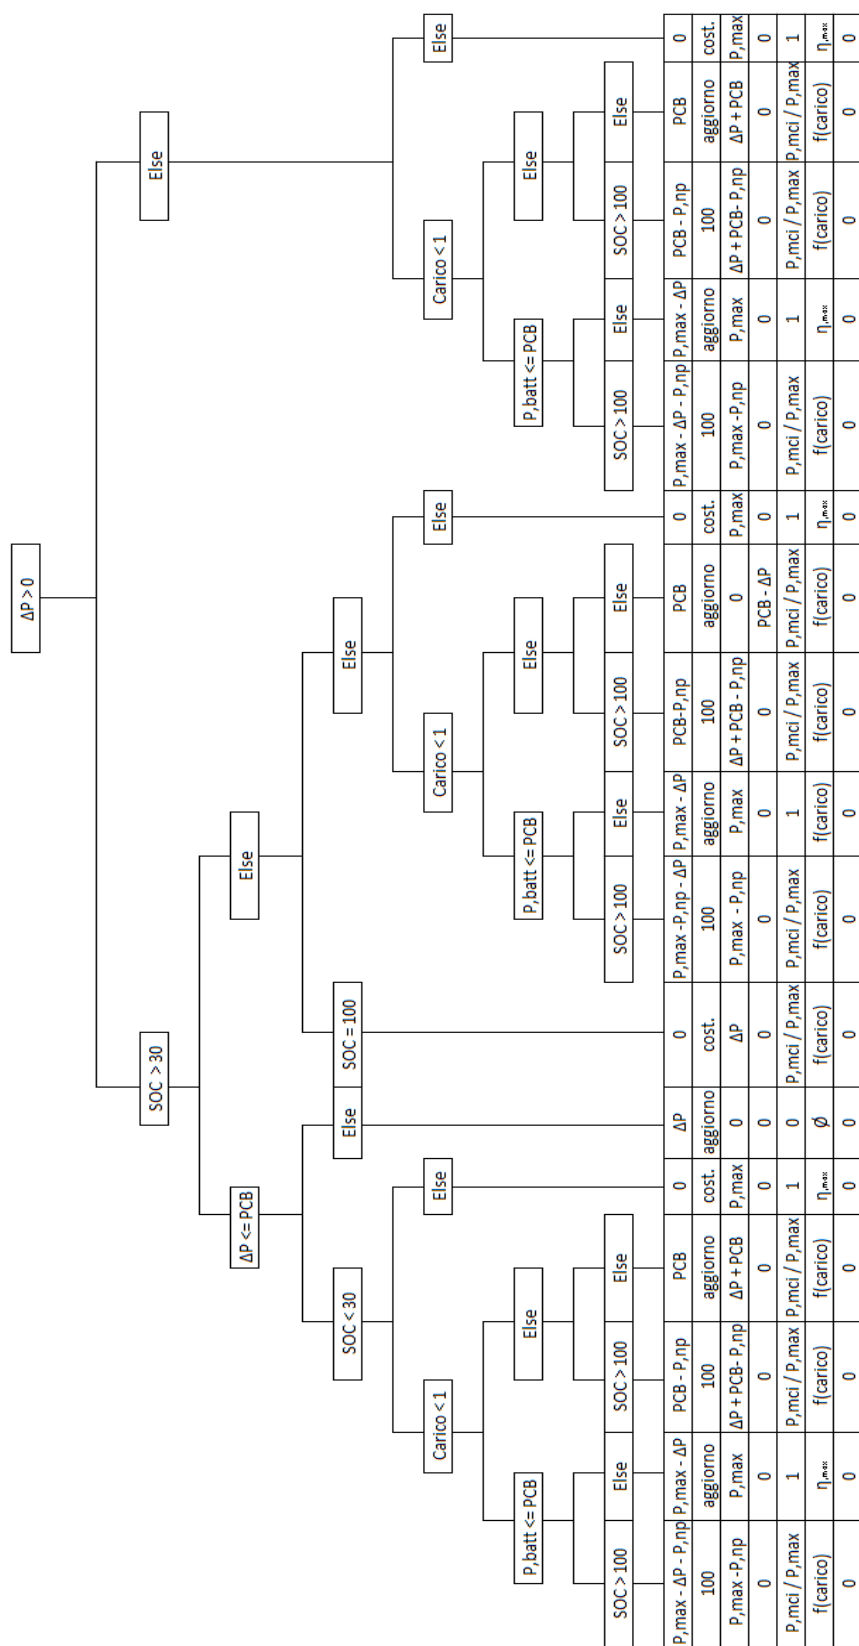 ΔP > 0
SOC > 30 Else
ΔP <= PCB Else
SOC < 30 Else SOC = 100 Else
Carico < 1 Else Carico < 1 Else Carico < 1 Else
P,batt <= PCB Else P,batt <= PCB Else P,batt <= PCB Else
SOC > 100 Else SOC > 100 Else SOC > 100 Else SOC > 100 Else SOC > 100 Else SOC > 100 Else
P,max - ΔP - P,np P,max - ΔP PCB - P,np PCB 0 ΔP 0 P,max -P,np - ΔP P,max - ΔP PCB-P,np PCB 0 P,max - ΔP - P,np P,max - ΔP PCB - P,np PCB 0
100 aggiorno 100 aggiorno cost. aggiorno cost. 100 aggiorno 100 aggiorno cost. 100 aggiorno 100 aggiorno cost.
P,max -P,np P,max ΔP + PCB- P,np ΔP + PCB P,max 0 ΔP P,max - P,np P,max ΔP + PCB - P,np 0 P,max P,max -P,np P,max ΔP + PCB- P,np ΔP + PCB P,max
0 0 0 0 0 0 0 0 0 0 PCB - ΔP 0 0 0 0 0 0
P,mci / P,max 1 P,mci / P,max P,mci / P,max 1 0 P,mci / P,max P,mci / P,max 1 P,mci / P,max P,mci / P,max 1 P,mci / P,max 1 P,mci / P,max P,mci / P,max 1
f(carico) η,max f(carico) f(carico) η,max ∅ f(carico) f(carico) f(carico) f(carico) f(carico) η,max f(carico) η,max f(carico) f(carico) η,max
0 0 0 0 0 0 0 0 0 0 0 0 0 0 0 0 0